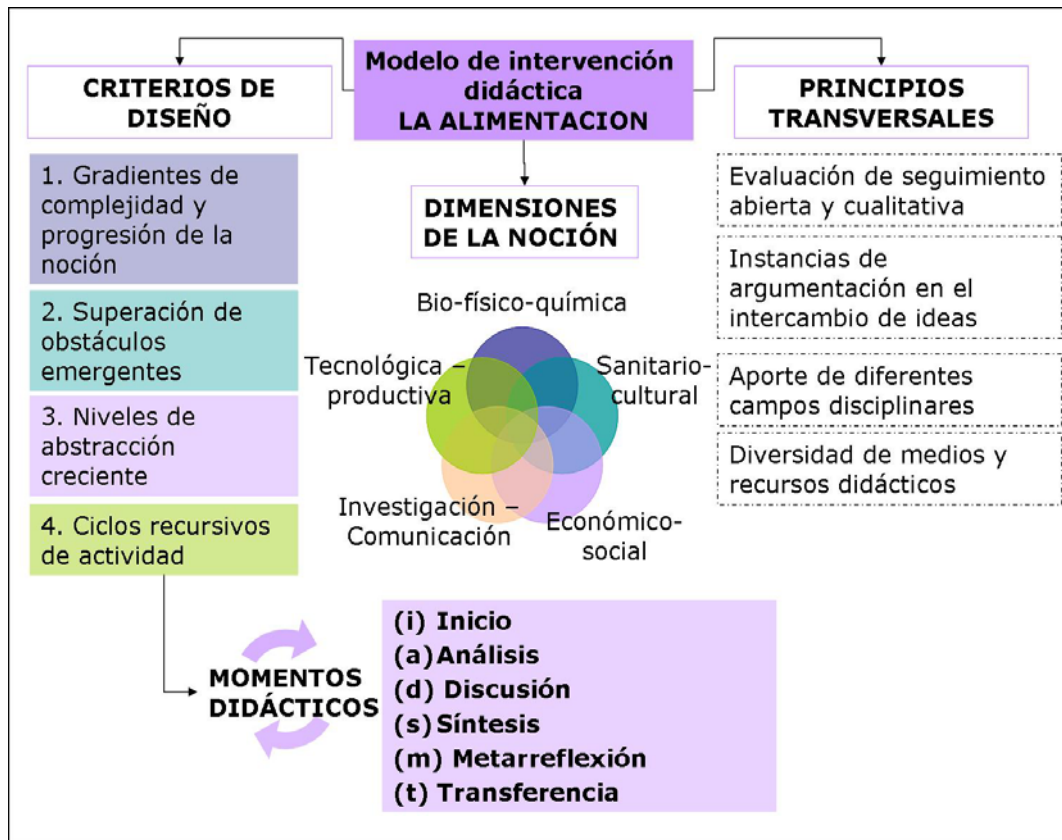 Modelo de intervención
didáctica
LA ALIMENTACION
CRITERIOS DE
DISEÑO
1. Gradientes de
complejidad y
progresión de la
noción
2. Superación de
obstáculos
emergentes
3. Niveles de
abstracción
creciente
4. Ciclos recursivos
de actividad
DIMENSIONES
DE LA NOCIÓN
Bio-físico-química
Tecnológica –
productiva
Sanitario-
cultural
Investigación –
Comunicación
Económico-
social
PRINCIPIOS
TRANSVERSALES
Evaluación de seguimiento
abierta y cualitativa
Instancias de
argumentación en el
intercambio de ideas
Aporte de diferentes
campos disciplinares
Diversidad de medios y
recursos didácticos
MOMENTOS
DIDÁCTICOS
(i) Inicio
(a) Análisis
(d) Discusión
(s) Síntesis
(m) Metarreflexión
(t) Transferencia